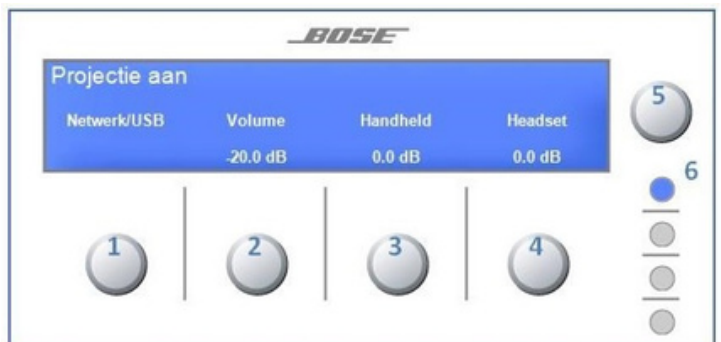 BOSE
Projectie aan
5
Netwerk/USB Volume Handheld Headset
-20.0 dB 0.0 dB 0.0 dB
6
1 2 3 4